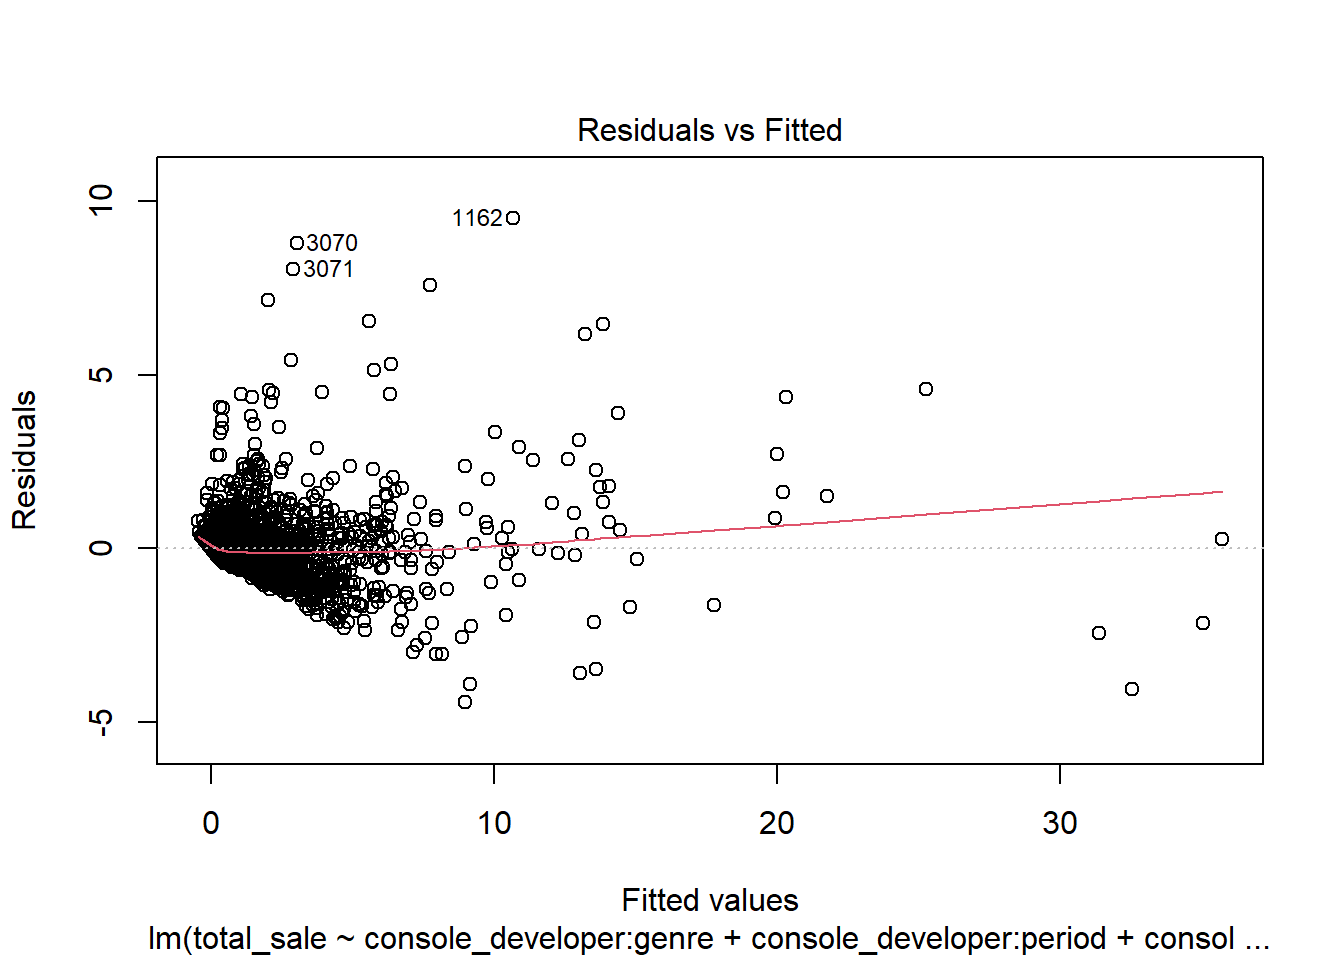 Residuals vs Fitted
10
5
0
-5
Residuals
1162
3070
3071
0 10 20 30
Fitted values
lm(total_sale ~ console_developer:genre + console_developer:period + consol ...